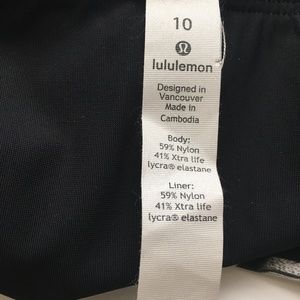 10
lululemon
Designed in
Vancouver
Made in
Cambodia
Body:
59% Nylon
41% Xtra life
lycra® elastane
Liner:
59% Nylon
41% Xtra life
lycra® elastane